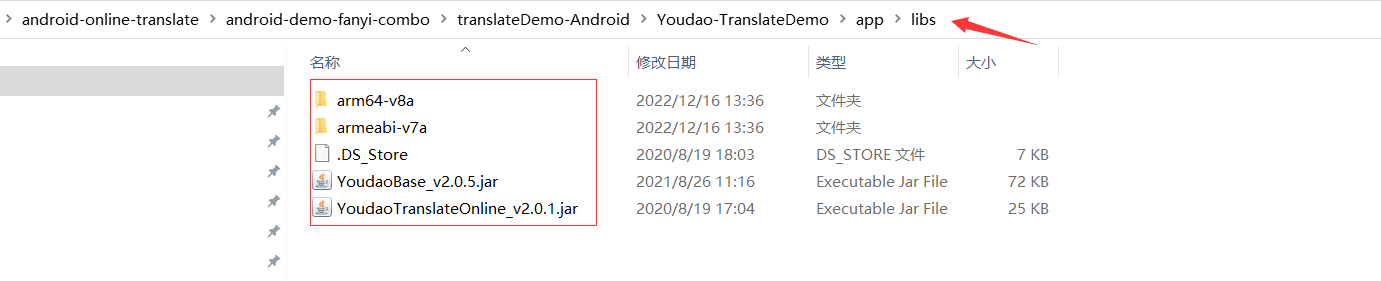 android-online-translate > android-demo-fanyi-combo > translateDemo-Android > Youdao-TranslateDemo > app > libs
名称 修改日期 类型 大小
arm64-v8a 2022/12/16 13:36 文件夹
armeabi-v7a 2022/12/16 13:36 文件夹
.DS_Store 2020/8/19 18:03 DS_STORE 文件 7 KB
YoudaoBase_v2.0.5.jar 2021/8/26 11:16 Executable Jar File 72 KB
YoudaoTranslateOnline_v2.0.1.jar 2020/8/19 17:04 Executable Jar File 25 KB